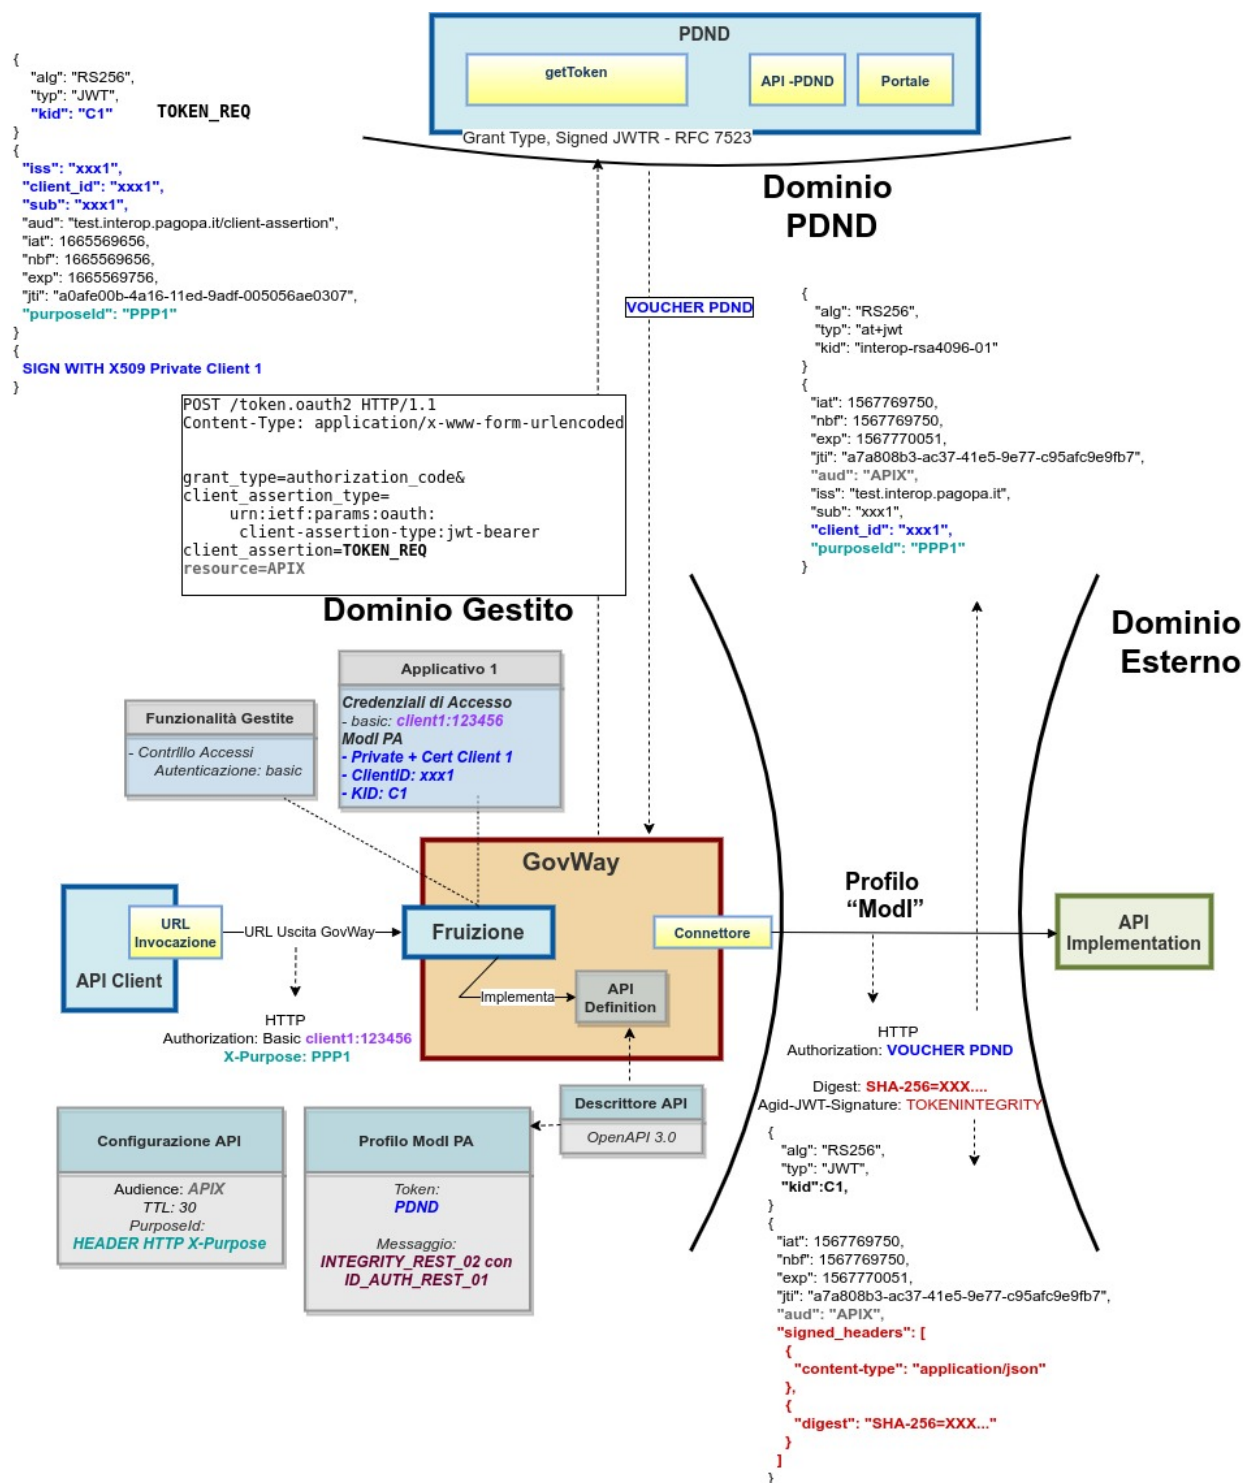 PDND
getToken
API -PDND
Portale
Grant Type, Signed JWTR - RFC 7523
{
"alg": "RS256",
"typ": "JWT",
"kid": "C1"
TOKEN_REQ
}
{
"iss": "xxx1",
"client_id": "xxx1",
"sub": "xxx1",
"aud": "test.interop.pagopa.it/client-assertion",
"iat": 1665569656,
"nbf": 1665569656,
"exp": 1665569756,
"jti": "a0afe00b-4a16-11ed-9adf-005056ae0307",
"purposeId": "PPP1"
}
{
SIGN WITH X509 Private Client 1
}
Dominio
PDND
VOUCHER PDND
{
"alg": "RS256",
"typ": "at+jwt
"kid": "interop-rsa4096-01"
}
{
"iat": 1567769750,
"nbf": 1567769750,
"exp": 1567770051,
"jti": "a7a808b3-ac37-41e5-9e77-c95afc9e9fb7",
"aud": "APIX",
"iss": "test.interop.pagopa.it",
"sub": "xxx1",
"client_id": "xxx1",
"purposeId": "PPP1"
}
POST /token.oauth2 HTTP/1.1
Content-Type: application/x-www-form-urlencoded
grant_type=authorization_code&
client_assertion_type=
urn:ietf:params:oauth:
client-assertion-type:jwt-bearer
client_assertion=TOKEN_REQ
resource=APIX
Dominio Gestito
Dominio
Esterno
Funzionalità Gestite
- Contrllo Accessi
Autenticazione: basic
Applicativo 1
Credenziali di Accesso
- basic: client1:123456
ModI PA
- Private + Cert Client 1
- ClientID: xxx1
- KID: C1
GovWay
URL
Invocazione
API Client
URL Uscita GovWay
Fruizione
Connettore
Implementa
API
Definition
Profilo
“ModI”
API
Implementation
HTTP
Authorization: Basic client1:123456
X-Purpose: PPP1
HTTP
Authorization: VOUCHER PDND
Digest: SHA-256=XXX....
Agid-JWT-Signature: TOKENINTEGRITY
Configurazione API
Audience: APIX
TTL: 30
PurposeId:
HEADER HTTP X-Purpose
Profilo ModI PA
Token:
PDND
Messaggio:
INTEGRITY_REST_02 con
ID_AUTH_REST_01
Descrittore API
OpenAPI 3.0
{
"alg": "RS256",
"typ": "JWT",
"kid":C1,
}
{
"iat": 1567769750,
"nbf": 1567769750,
"exp": 1567770051,
"jti": "a7a808b3-ac37-41e5-9e77-c95afc9e9fb7",
"aud": "APIX",
"signed_headers": [
{
"content-type": "application/json"
},
{
"digest": "SHA-256=XXX..."
}
]
}